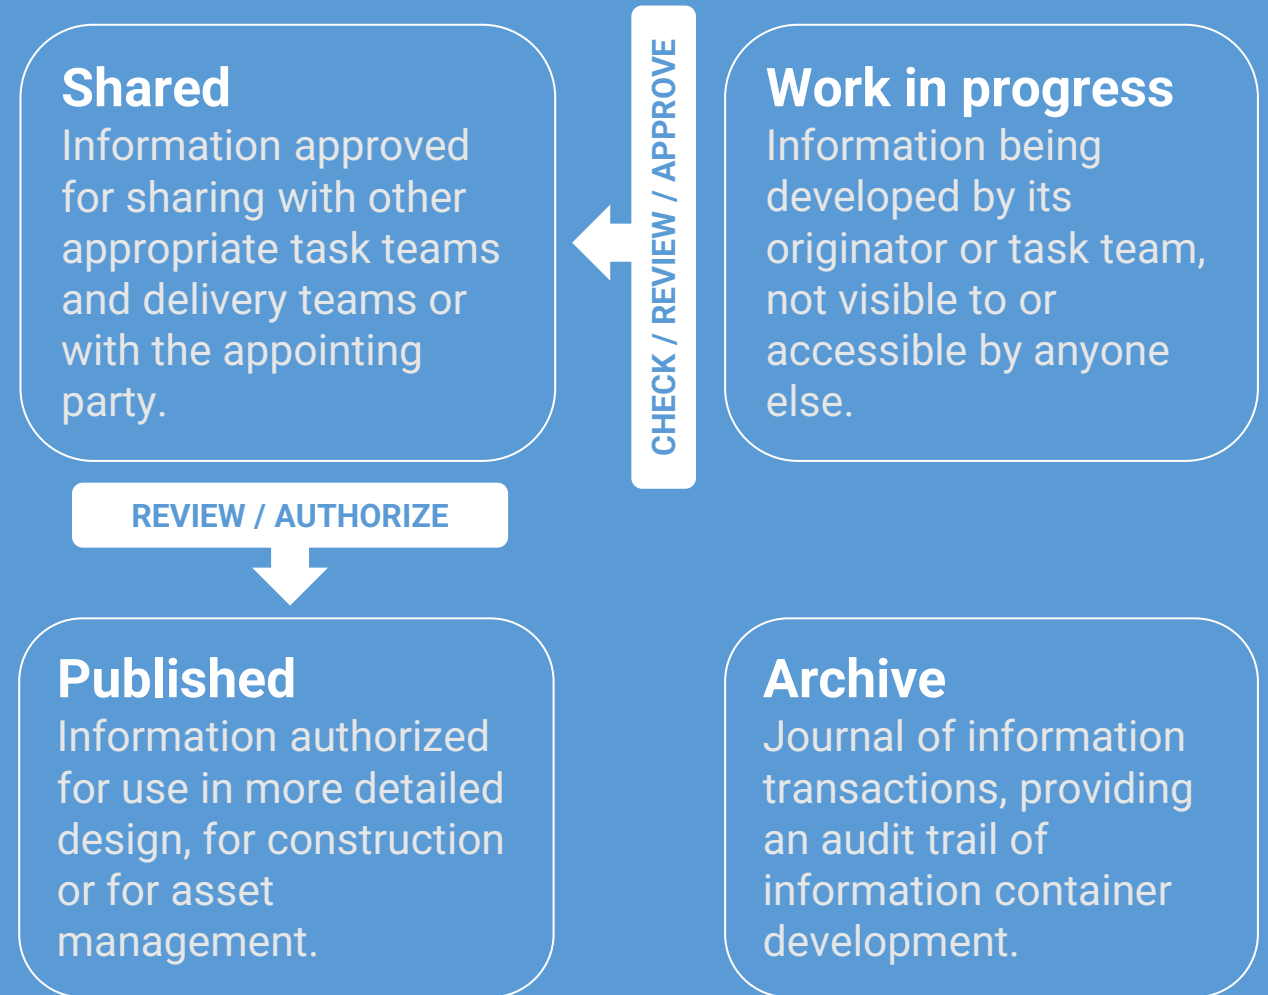 Shared
Information approved
for sharing with other
appropriate task teams
and delivery teams or
with the appointing
party.
CHECK / REVIEW / APPROVE
Work in progress
Information being
developed by its
originator or task team,
not visible to or
accessible by anyone
else.
REVIEW / AUTHORIZE
Published
Information authorized
for use in more detailed
design, for construction
or for asset
management.
Archive
Journal of information
transactions, providing
an audit trail of
information container
development.